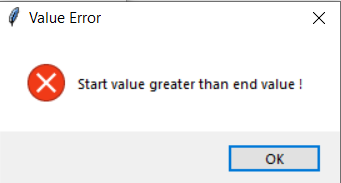 Value Error
Start value greater than end value !
OK